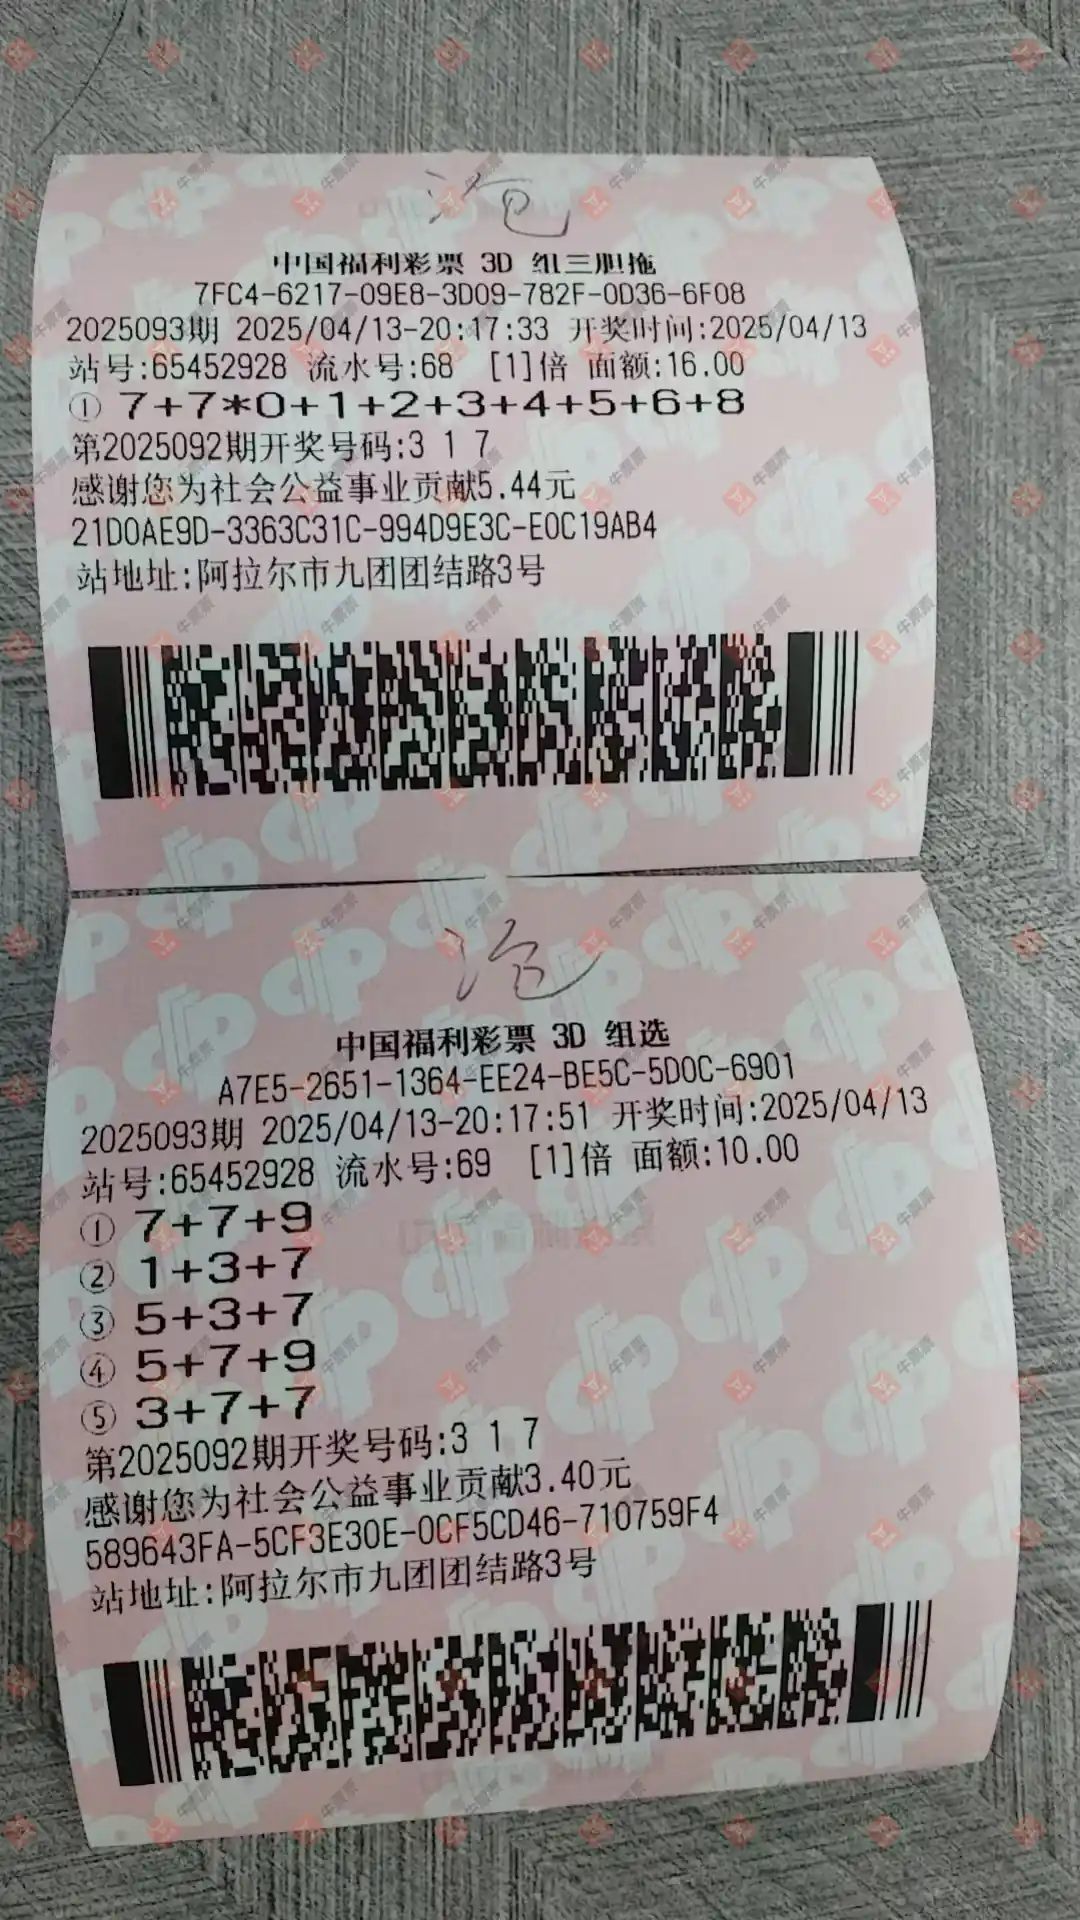 中国福利彩票 3D 组三胆拖
7FC4-6217-09E8-3D09-782F-0D36-6F08
2025093期 2025/04/13-20:17:33 开奖时间:2025/04/13
站号:65452928 流水号:68 [1]倍 面额:16.00
① 7+7*0+1+2+3+4+5+6+8
第2025092期开奖号码:3 1 7
感谢您为社会公益事业贡献5.44元
21D0AE9D-3363C31C-994D9E3C-E0C19AB4
站地址:阿拉尔市九团团结路3号
中国福利彩票 3D 组选
A7E5-2651-1364-EE24-BE5C-5D0C-6901
2025093期 2025/04/13-20:17:51 开奖时间:2025/04/13
站号:65452928 流水号:69 [1]倍 面额:10.00
① 7+7+9
② 1+3+7
③ 5+3+7
④ 5+7+9
⑤ 3+7+7
第2025092期开奖号码:3 1 7
感谢您为社会公益事业贡献3.40元
589643FA-5CF3E30E-0CF5CD46-710759F4
站地址:阿拉尔市九团团结路3号